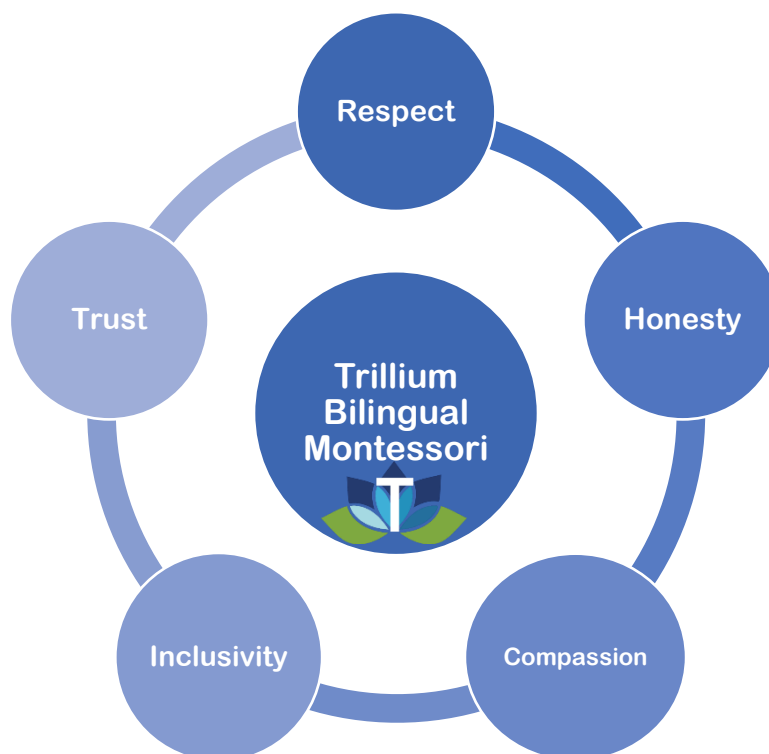 Respect
Trust
Honesty
Trillium
Bilingual
Montessori
T
Inclusivity
Compassion